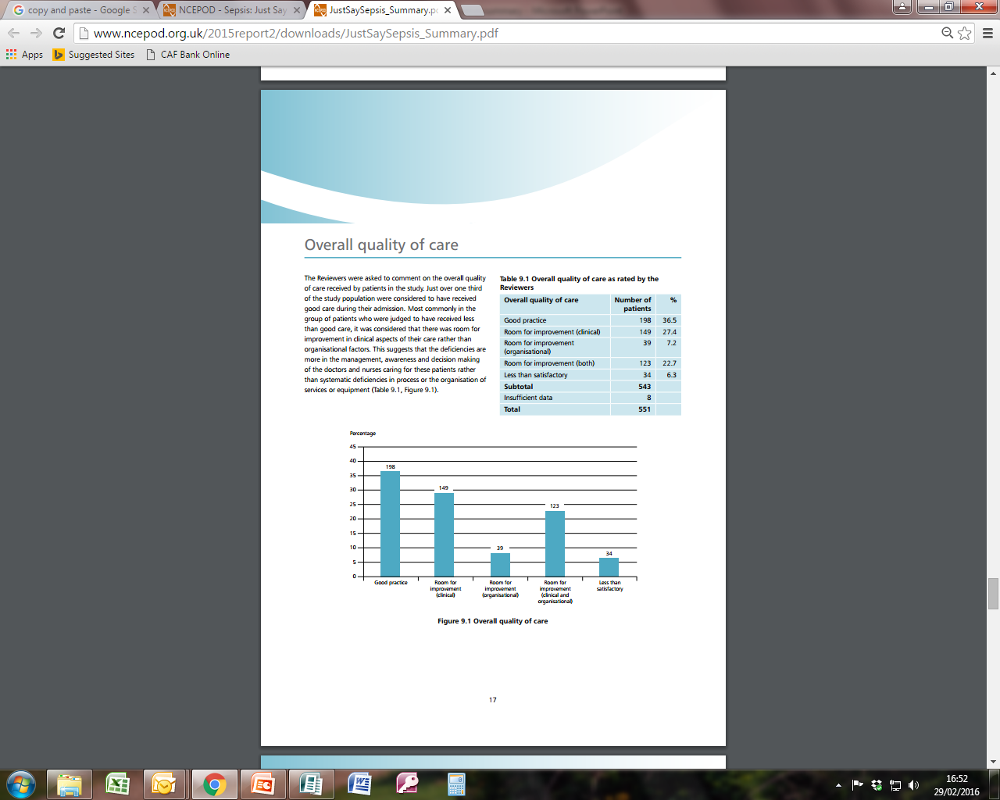 copy and paste - Google S
NCEPOD - Sepsis: Just Say
JustSaySepsis_Summary.pd
www.ncepod.org.uk/2015report2/downloads/JustSaySepsis_Summary.pdf
Apps
Suggested Sites
CAF Bank Online
Overall quality of care
The Reviewers were asked to comment on the overall quality
of care received by patients in the study. Just over one third
of the study population were considered to have received
good care during their admission. Most commonly in the
group of patients who were judged to have received less
than good care, it was considered that there was room for
improvement in clinical aspects of their care rather than
organisational factors. This suggests that the deficiencies are
more in the management, awareness and decision making
of the doctors and nurses caring for these patients rather
than systematic deficiencies in process or the organisation of
services or equipment (Table 9.1, Figure 9.1).
Table 9.1 Overall quality of care as rated by the
Reviewers
Overall quality of care Number of %
patients
Good practice 198 36.5
Room for improvement (clinical) 149 27.4
Room for improvement 39 7.2
(organisational)
Room for improvement (both) 123 22.7
Less than satisfactory 34 6.3
Subtotal 543
Insufficient data 8
Total 551
Percentage
45
40
35
30
25
20
15
10
5
0
198
149
39
123
34
Good practice
Room for
improvement
(clinical)
Room for
improvement
(organisational)
Room for
improvement
(clinical and
organisational)
Less than
satisfactory
Figure 9.1 Overall quality of care
17
16:52
29/02/2016